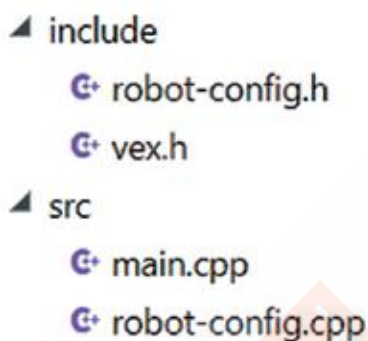 include
robot-config.h
vex.h
src
main.cpp
robot-config.cpp